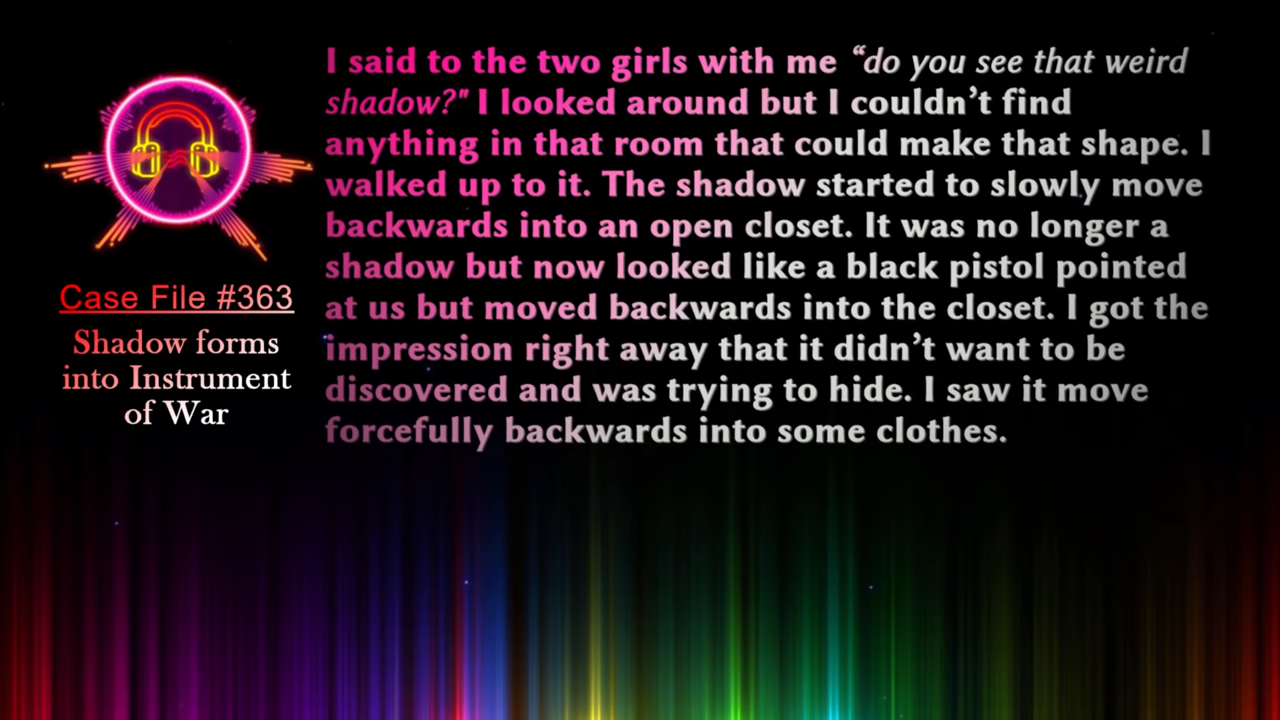 Case File #363
Shadow forms
into Instrument
of War
I said to the two girls with me “do you see that weird
shadow?" I looked around but I couldn’t find
anything in that room that could make that shape. I
walked up to it. The shadow started to slowly move
backwards into an open closet. It was no longer a
shadow but now looked like a black pistol pointed
at us but moved backwards into the closet. I got the
impression right away that it didn’t want to be
discovered and was trying to hide. I saw it move
forcefully backwards into some clothes.